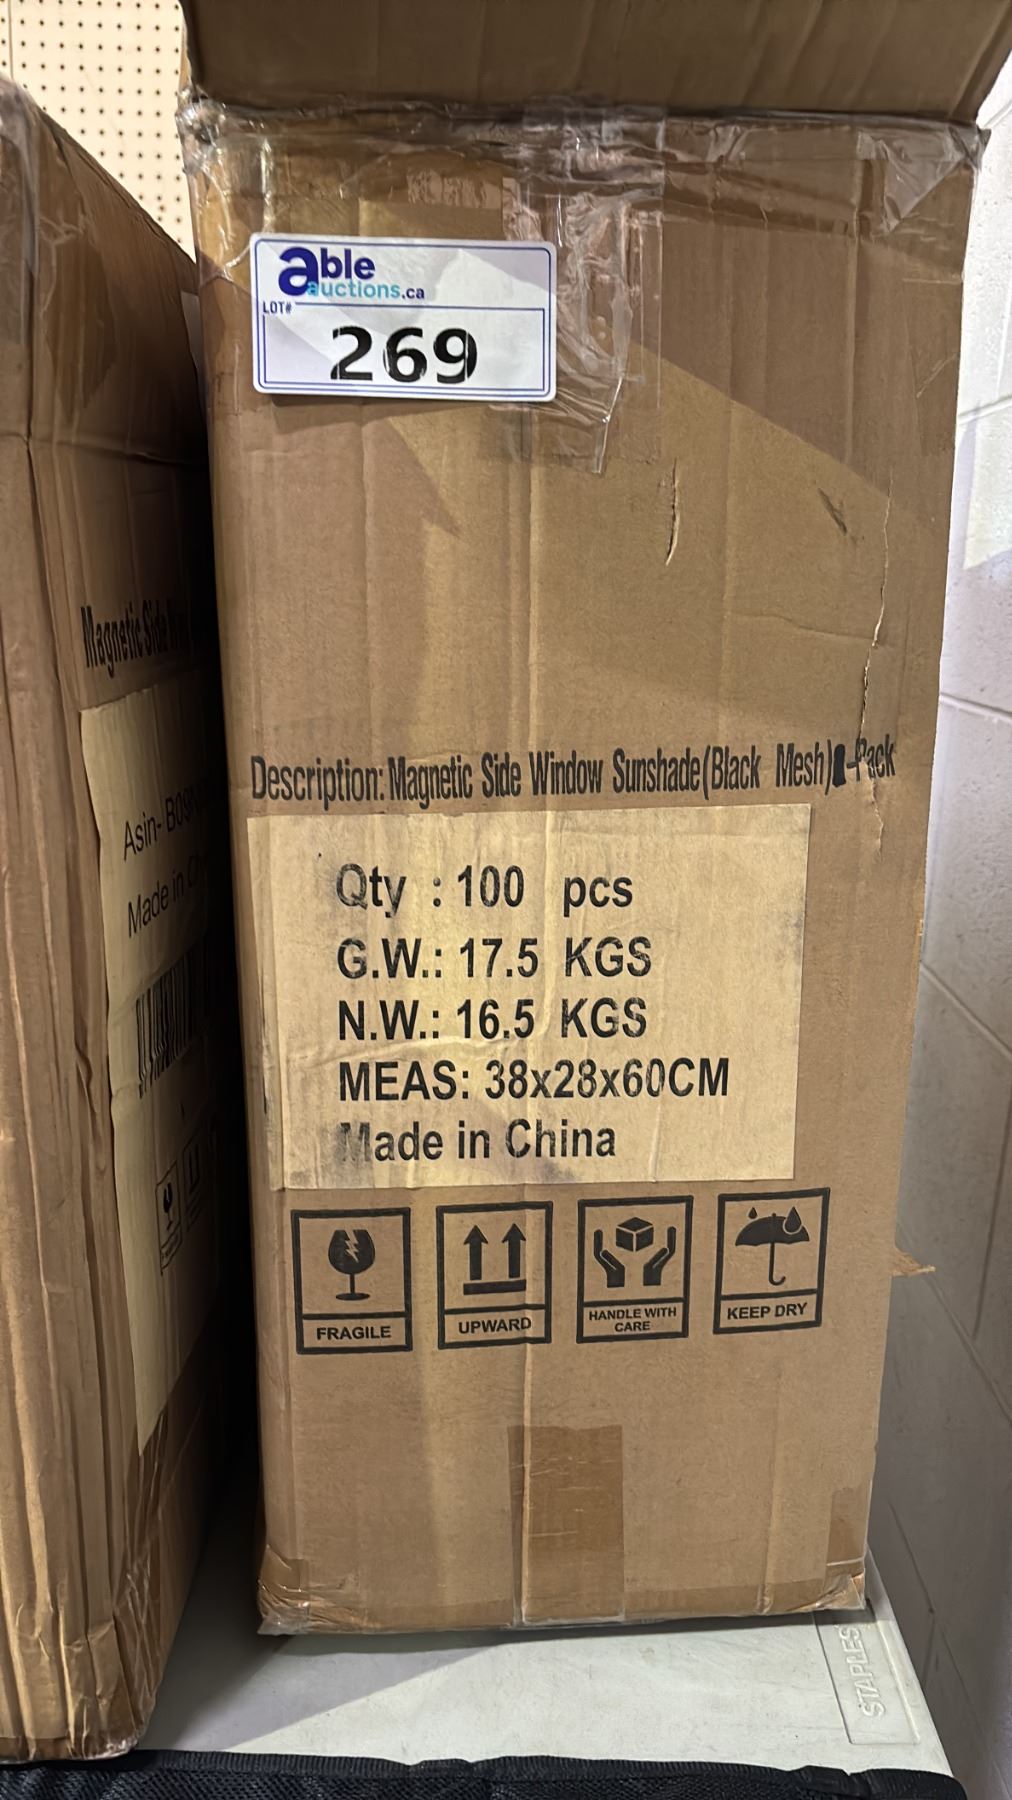 able
auctions.ca
LOT#
269
Magnetic Side
Asin-
Made in
Description: Magnetic Side Window Sunshade(Black Mesh) -Pack
Qty : 100 pcs
G.W.: 17.5 KGS
N.W.: 16.5 KGS
MEAS: 38x28x60CM
Made in China
FRAGILE
UPWARD
HANDLE WITH
CARE
KEEP DRY
STAPLES